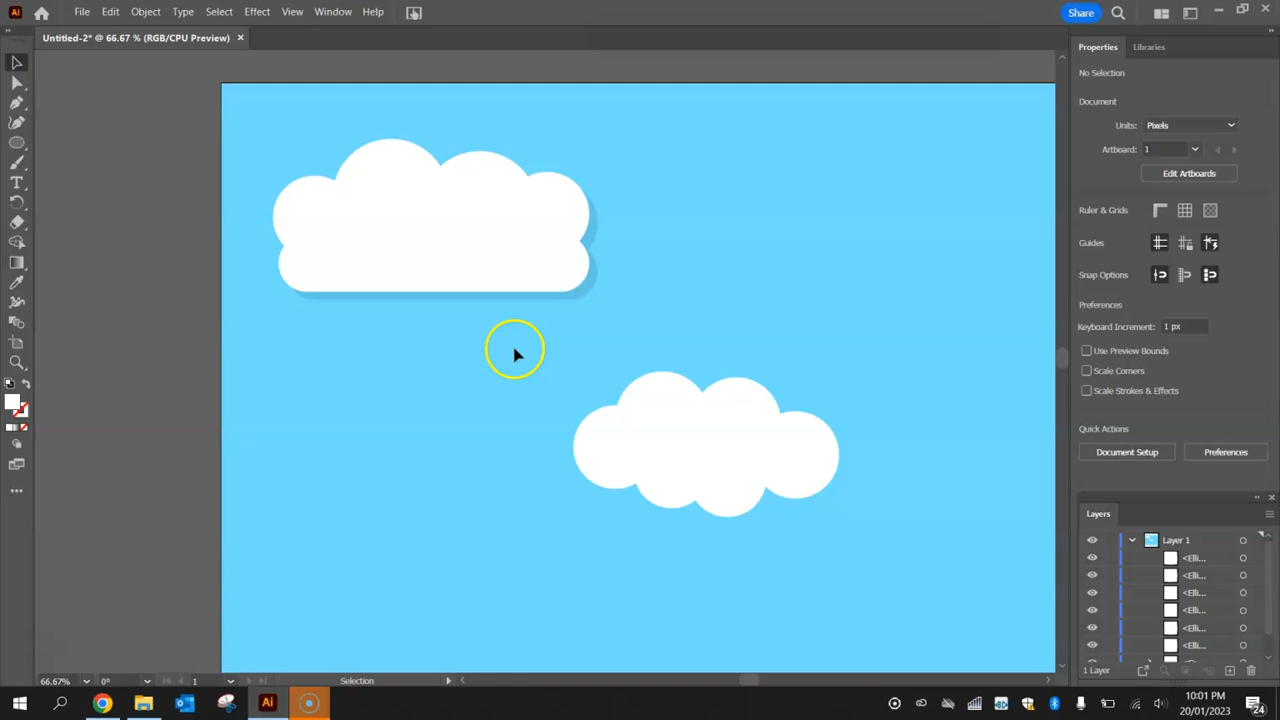 Ai File Edit Object Type Select Effect View Window Help Share
Untitled-2* @ 66.67 % (RGB/CPU Preview) ×
Properties Libraries
No Selection
Document
Units: Pixels
Artboard: 1
Edit Artboards
Ruler & Grids
Guides
Snap Options
Preferences
Keyboard Increment: 1 px
Use Preview Bounds
Scale Corners
Scale Strokes & Effects
Quick Actions
Document Setup Preferences
Layers
Layer 1
<Elli...
<Elli...
<Elli...
<Elli...
<Elli...
<Elli...
1 Layer
66.67% 0° 1 Selection
Ai
10:01 PM
20/01/2023
24